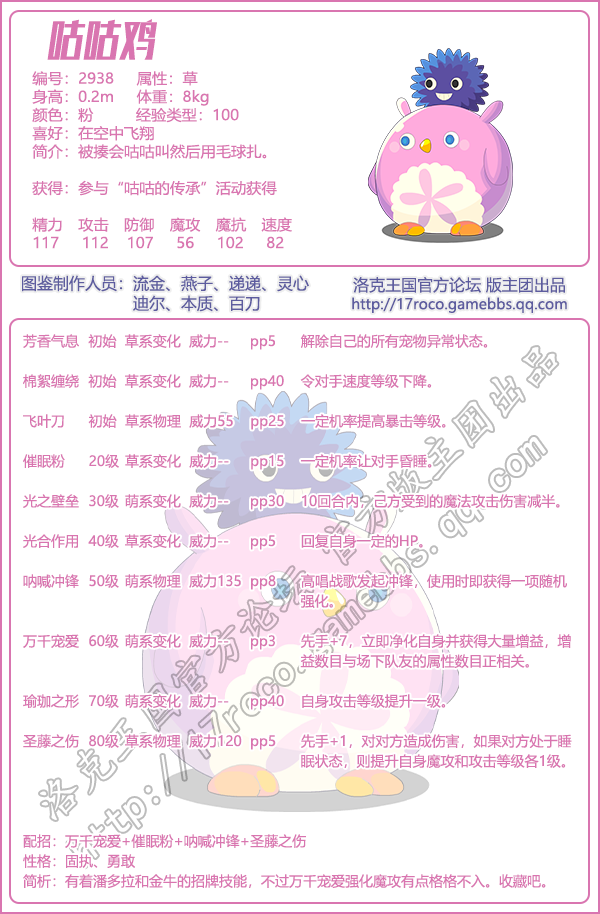 咕咕鸡
编号：2938 属性：草
身高：0.2m 体重：8kg
颜色：粉 经验类型：100
喜好：在空中飞翔
简介：被揍会咕咕叫然后用毛球扎。
获得：参与“咕咕的传承”活动获得
精力 攻击 防御 魔攻 魔抗 速度
117 112 107 56 102 82
图鉴制作人员：流金、燕子、递递、灵心
迪尔、本质、百刀
洛克王国官方论坛 版主团出品
http://17roco.gamebbs.qq.com
芳香气息 初始 草系变化 威力-- pp5 解除自己的所有宠物异常状态。
棉絮缠绕 初始 草系变化 威力-- pp40 令对手速度等级下降。
飞叶刀 初始 草系物理 威力55 pp25 一定机率提高暴击等级。
催眠粉 20级 草系变化 威力-- pp15 一定机率让对手昏睡。
光之壁垒 30级 萌系变化 威力-- pp30 10回合内，己方受到的魔法攻击伤害减半。
光合作用 40级 草系变化 威力-- pp5 回复自身一定的HP。
呐喊冲锋 50级 萌系物理 威力135 pp8 高唱战歌发起冲锋，使用时即获得一项随机
强化。
万千宠爱 60级 萌系变化 威力-- pp3 先手+7，立即净化自身并获得大量增益，增
益数目与场下队友的属性数目正相关。
瑜珈之形 70级 萌系变化 威力-- pp40 自身攻击等级提升一级。
圣藤之伤 80级 草系物理 威力120 pp5 先手+1，对对方造成伤害，如果对方处于睡
眠状态，则提升自身魔攻和攻击等级各1级。
配招：万千宠爱+催眠粉+呐喊冲锋+圣藤之伤
性格：固执、勇敢
简析：有着潘多拉和金牛的招牌技能，不过万千宠爱强化魔攻有点格格不入。收藏吧。
洛克王国官方论坛 官方版主团出品
http://17roco.gamebbs.qq.com